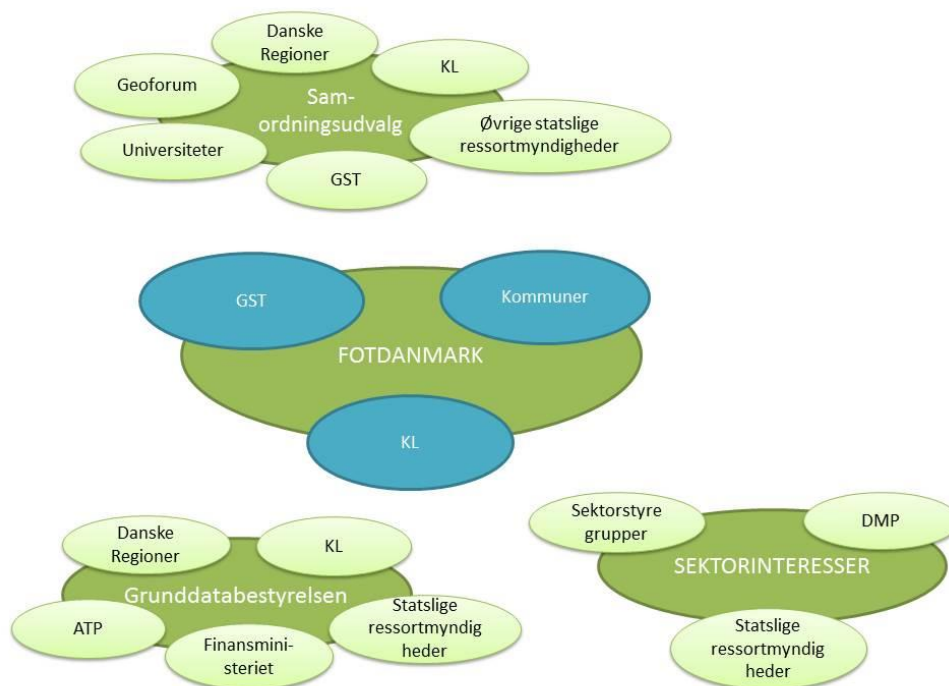 Danske
Regioner
KL
Geoforum
Sam-
ordningsudvalg
Øvrige statslige
ressortmyndigheder
Universiteter
GST
GST
Kommuner
FOTDANMARK
KL
Danske
Regioner
KL
Grunddatabestyrelsen
ATP
Finansmini-
steriet
Statslige
ressortmyndig
heder
Sektorstyre
grupper
DMP
SEKTORINTERESSER
Statslige
ressortmyndig
heder